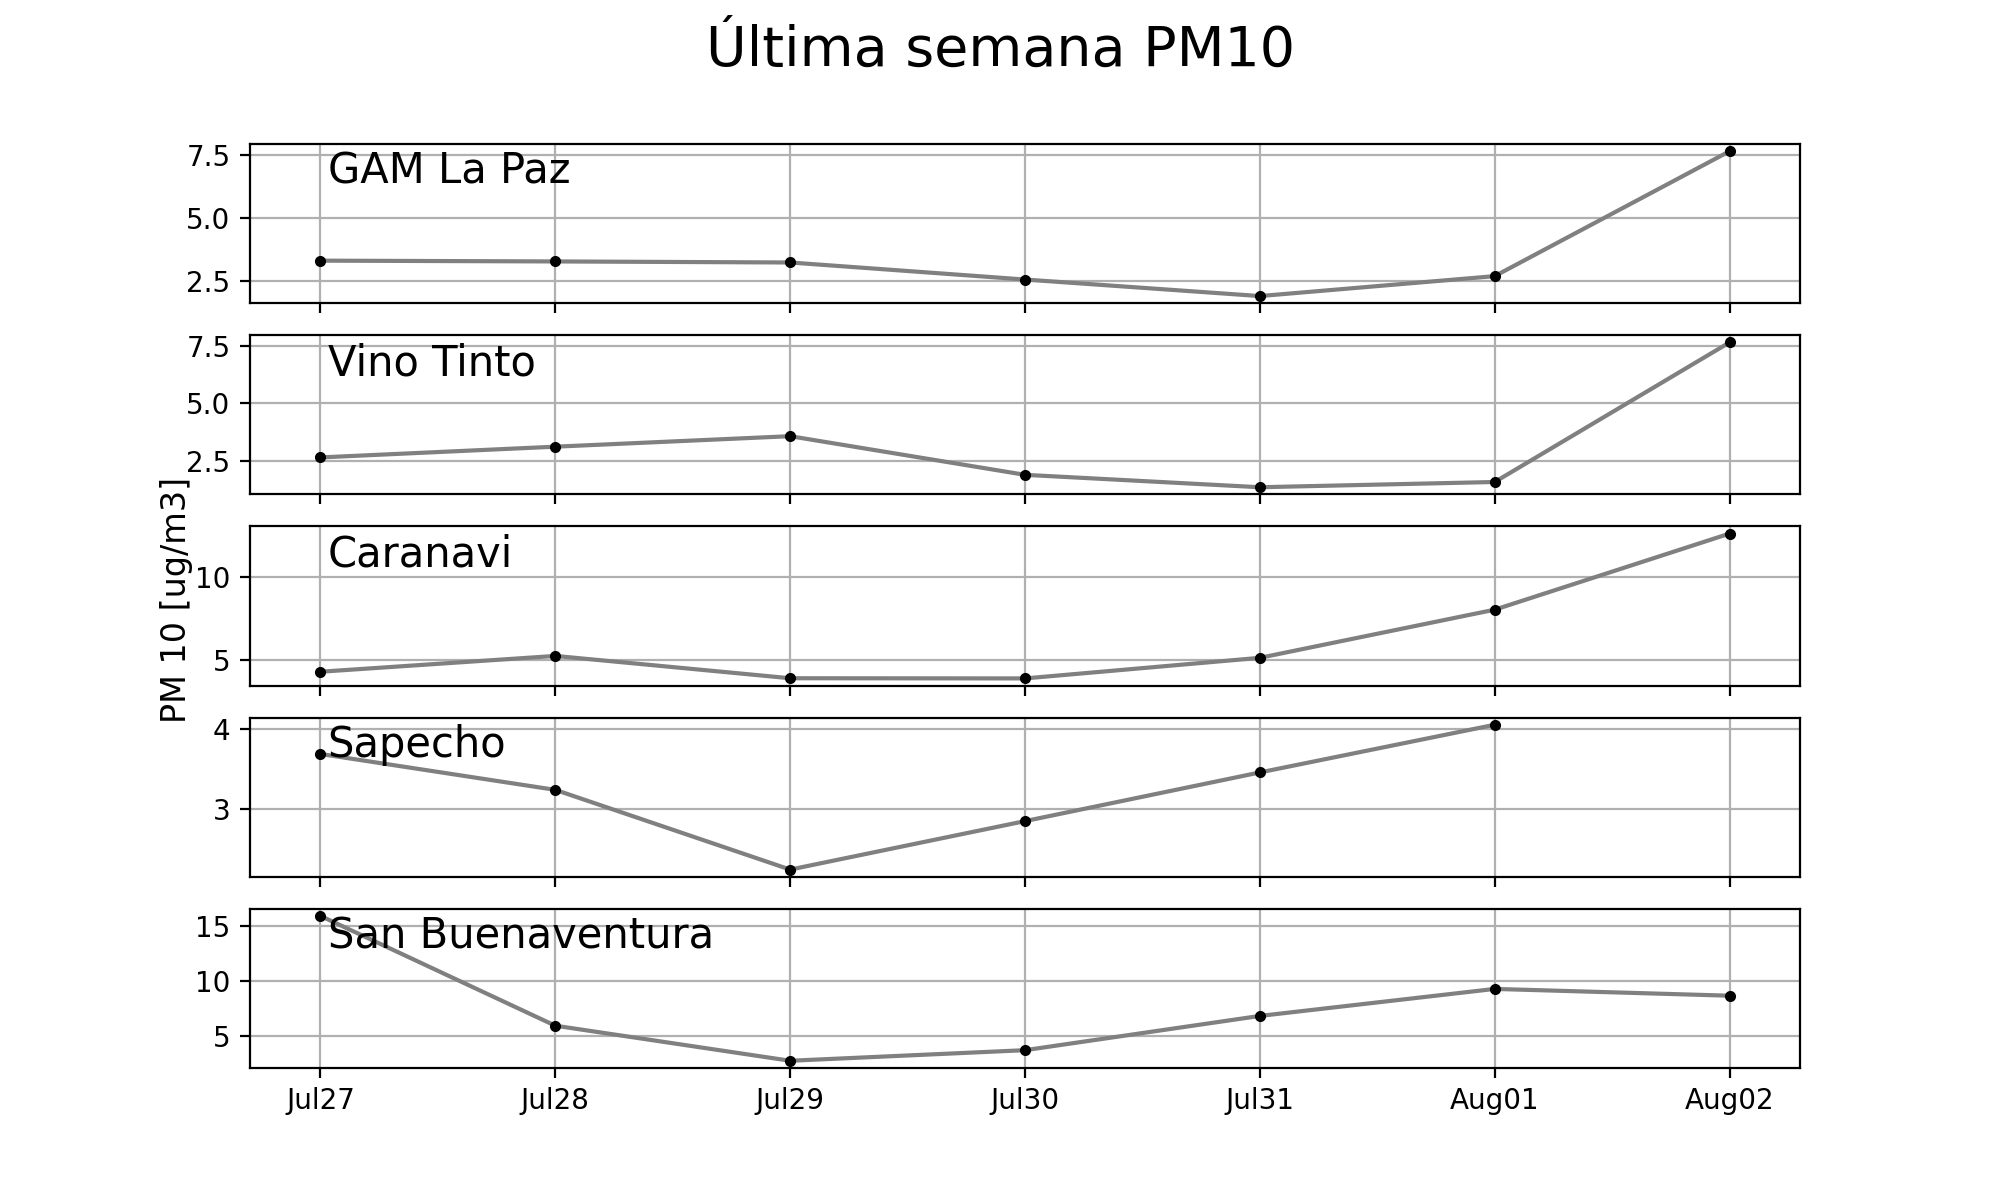 Última semana PM10
7.5
GAM La Paz
5.0
2.5
7.5
Vino Tinto
5.0
2.5
PM 10 [ug/m3]
Caranavi
10
5
4
Sapecho
3
15
San Buenaventura
10
5
Jul27 Jul28 Jul29 Jul30 Jul31 Aug01 Aug02